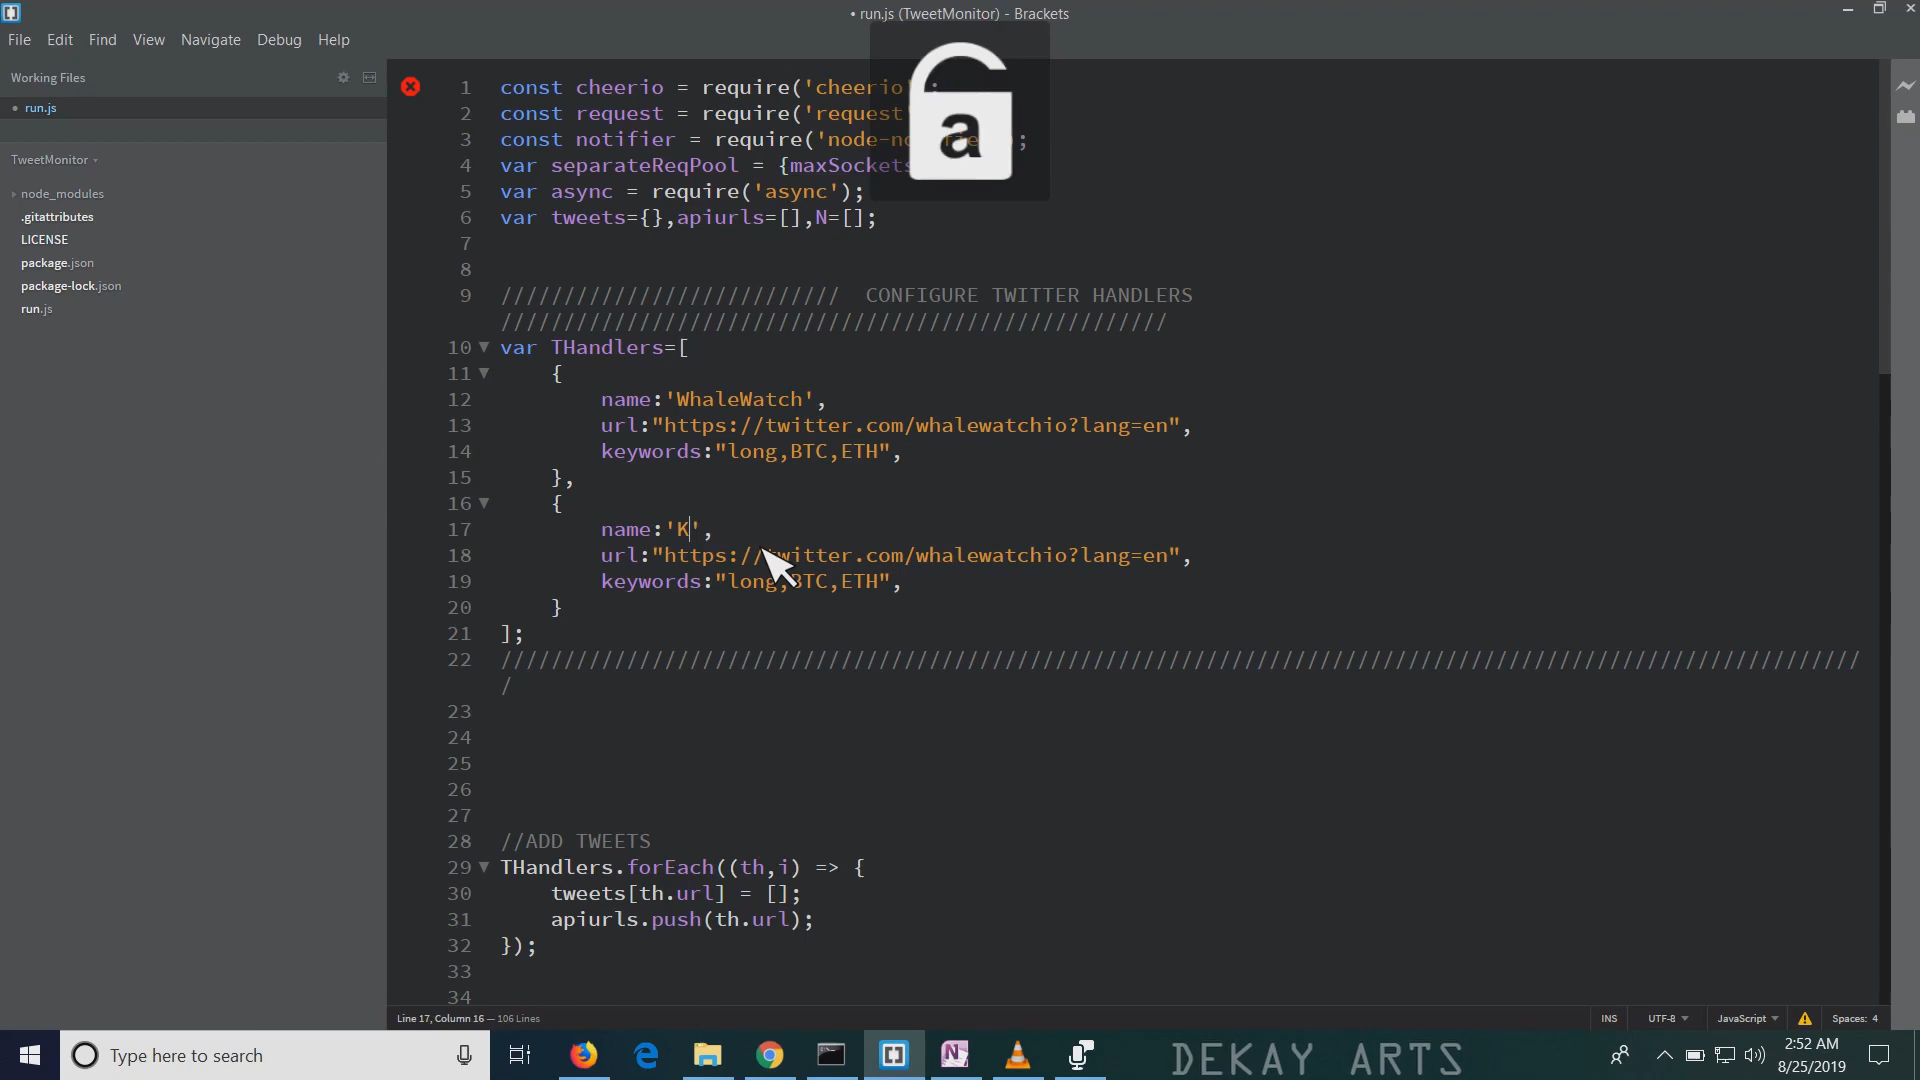 • run.js (TweetMonitor) - Brackets
File Edit Find View Navigate Debug Help
Working Files
• run.js
TweetMonitor
node_modules
.gitattributes
LICENSE
package.json
package-lock.json
run.js
a
1 const cheerio = require('cheerio' ;
2 const request = require('request'
3 const notifier = require('node-no fie ;
4 var separateReqPool = {maxSockets
5 var async = require('async');
6 var tweets={},apiurls=[],N=[];
7
8
9 /////////////////////////// CONFIGURE TWITTER HANDLERS
/////////////////////////////////////////////////////
10 var THandlers=[
11 {
12 name:'WhaleWatch',
13 url:"https://twitter.com/whalewatchio?lang=en",
14 keywords:"long,BTC,ETH",
15 },
16 {
17 name:'K',
18 url:"https://twitter.com/whalewatchio?lang=en",
19 keywords:"long,BTC,ETH",
20 }
21 ];
22 ////////////////////////////////////////////////////////////////////////////////////////////////////////////
/
23
24
25
26
27
28 //ADD TWEETS
29 THandlers.forEach((th,i) => {
30 tweets[th.url] = [];
31 apiurls.push(th.url);
32 });
33
34
Line 17, Column 16 — 106 Lines
INS UTF-8 JavaScript Spaces: 4
Type here to search
DEKAY ARTS
2:52 AM
8/25/2019